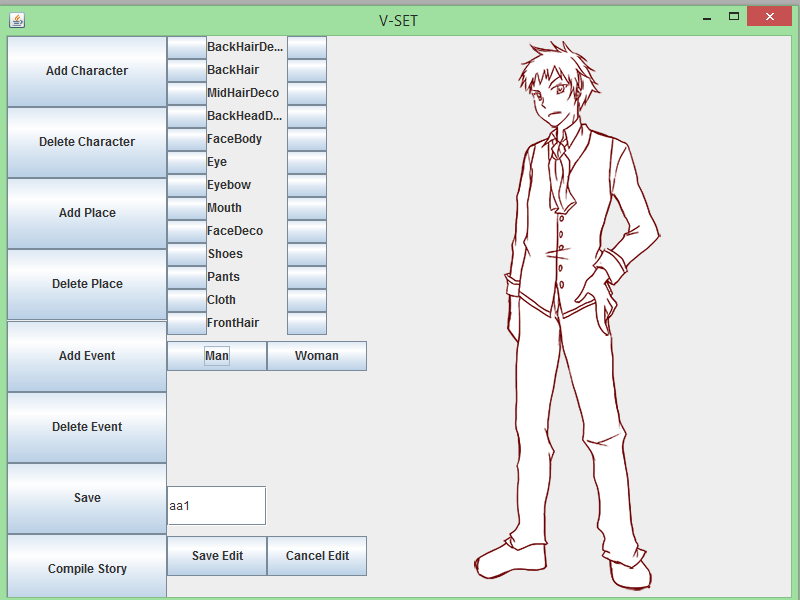 V-SET
Add Character
Delete Character
Add Place
Delete Place
Add Event
Delete Event
Save
Compile Story
BackHairDe...
BackHair
MidHairDeco
BackHeadD...
FaceBody
Eye
Eyebow
Mouth
FaceDeco
Shoes
Pants
Cloth
FrontHair
Man Woman
aa1
Save Edit Cancel Edit